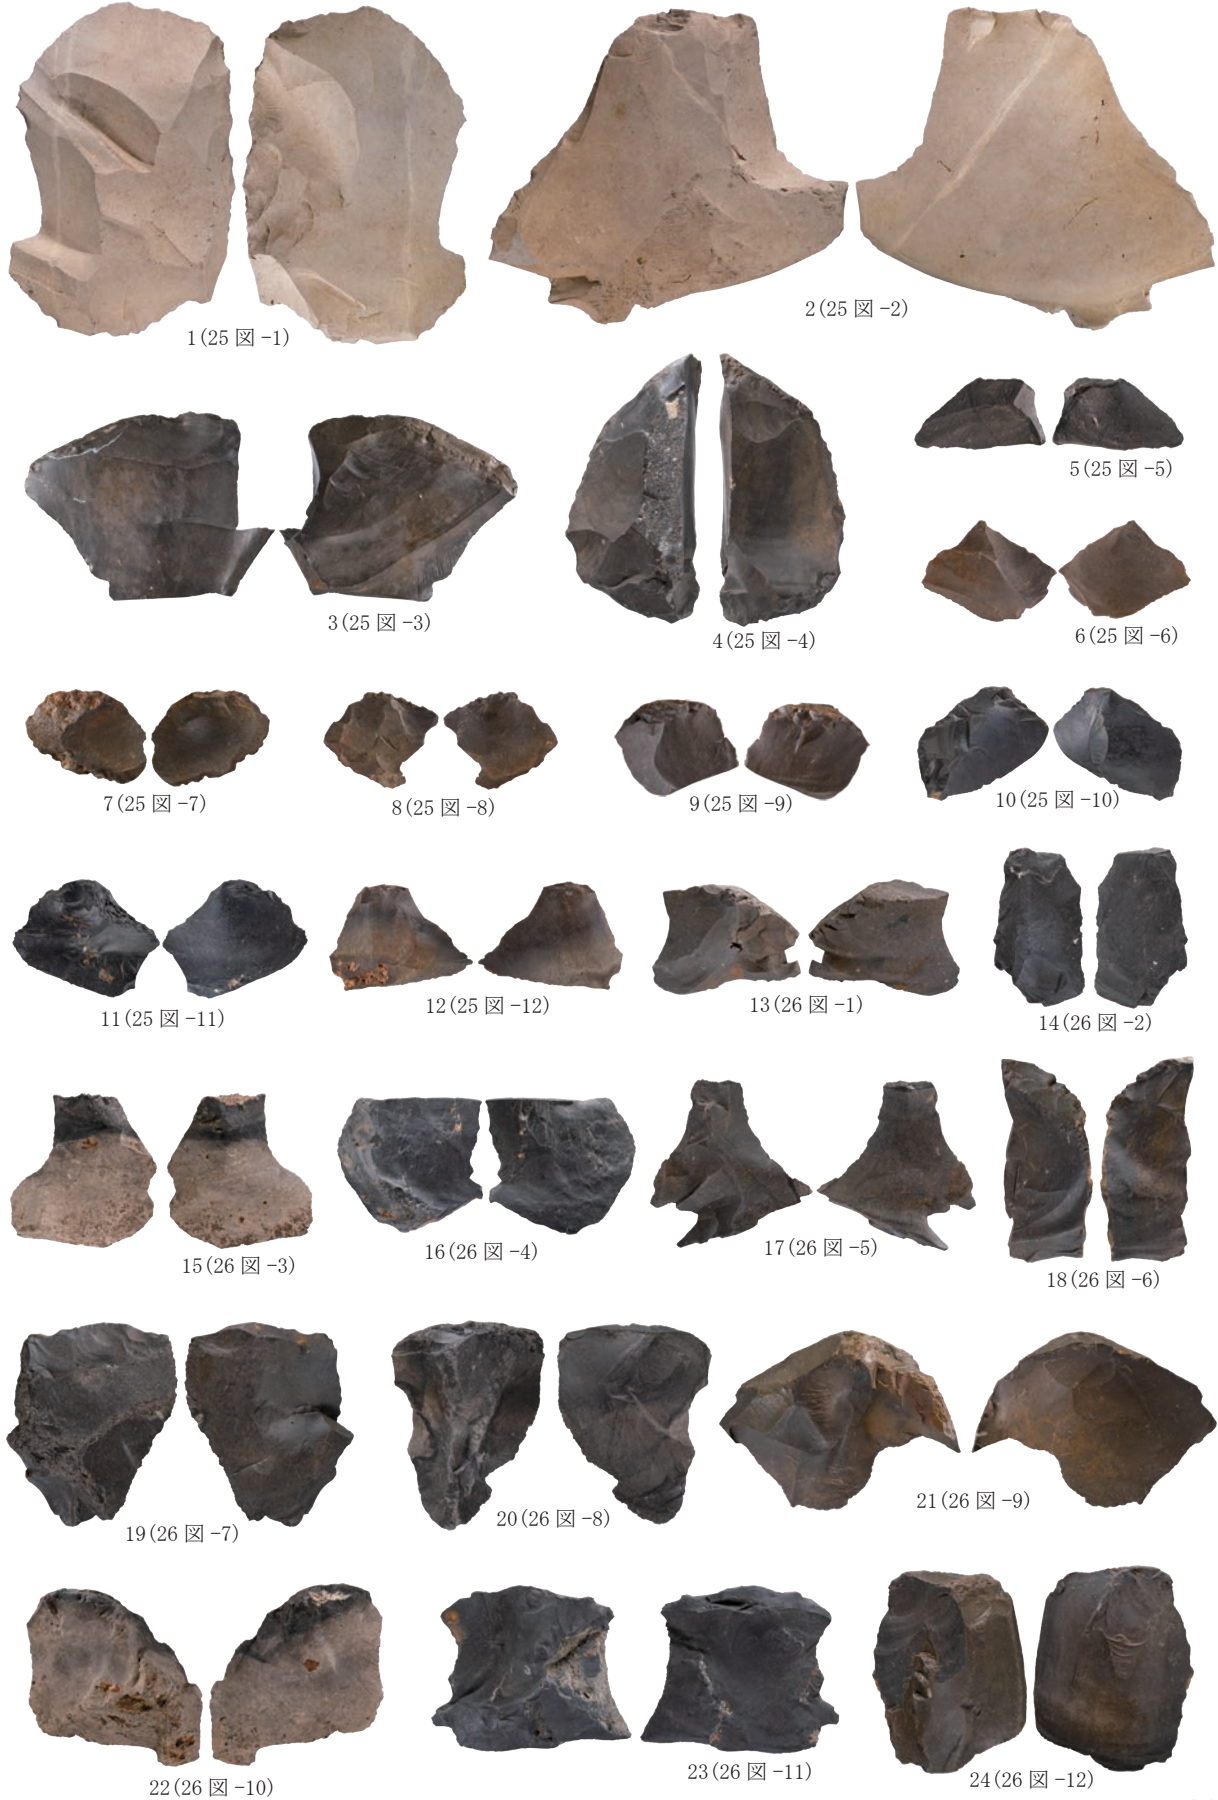 1(25 図 -1)
2(25 図 -2)
3(25 図 -3)
4(25 図 -4)
5(25 図 -5)
6(25 図 -6)
7(25 図 -7)
8(25 図 -8)
9(25 図 -9)
10(25 図 -10)
11(25 図 -11)
12(25 図 -12)
13(26 図 -1)
14(26 図 -2)
15(26 図 -3)
16(26 図 -4)
17(26 図 -5)
18(26 図 -6)
19(26 図 -7)
20(26 図 -8)
21(26 図 -9)
22(26 図 -10)
23(26 図 -11)
24(26 図 -12)